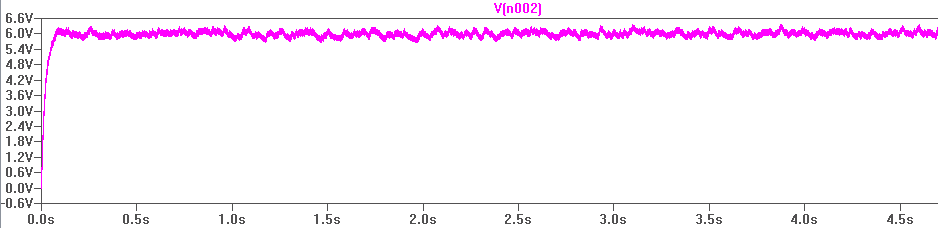 V(n002)
6.6V
6.0V
5.4V
4.8V
4.2V
3.6V
3.0V
2.4V
1.8V
1.2V
0.6V
0.0V
-0.6V
0.0s 0.5s 1.0s 1.5s 2.0s 2.5s 3.0s 3.5s 4.0s 4.5s